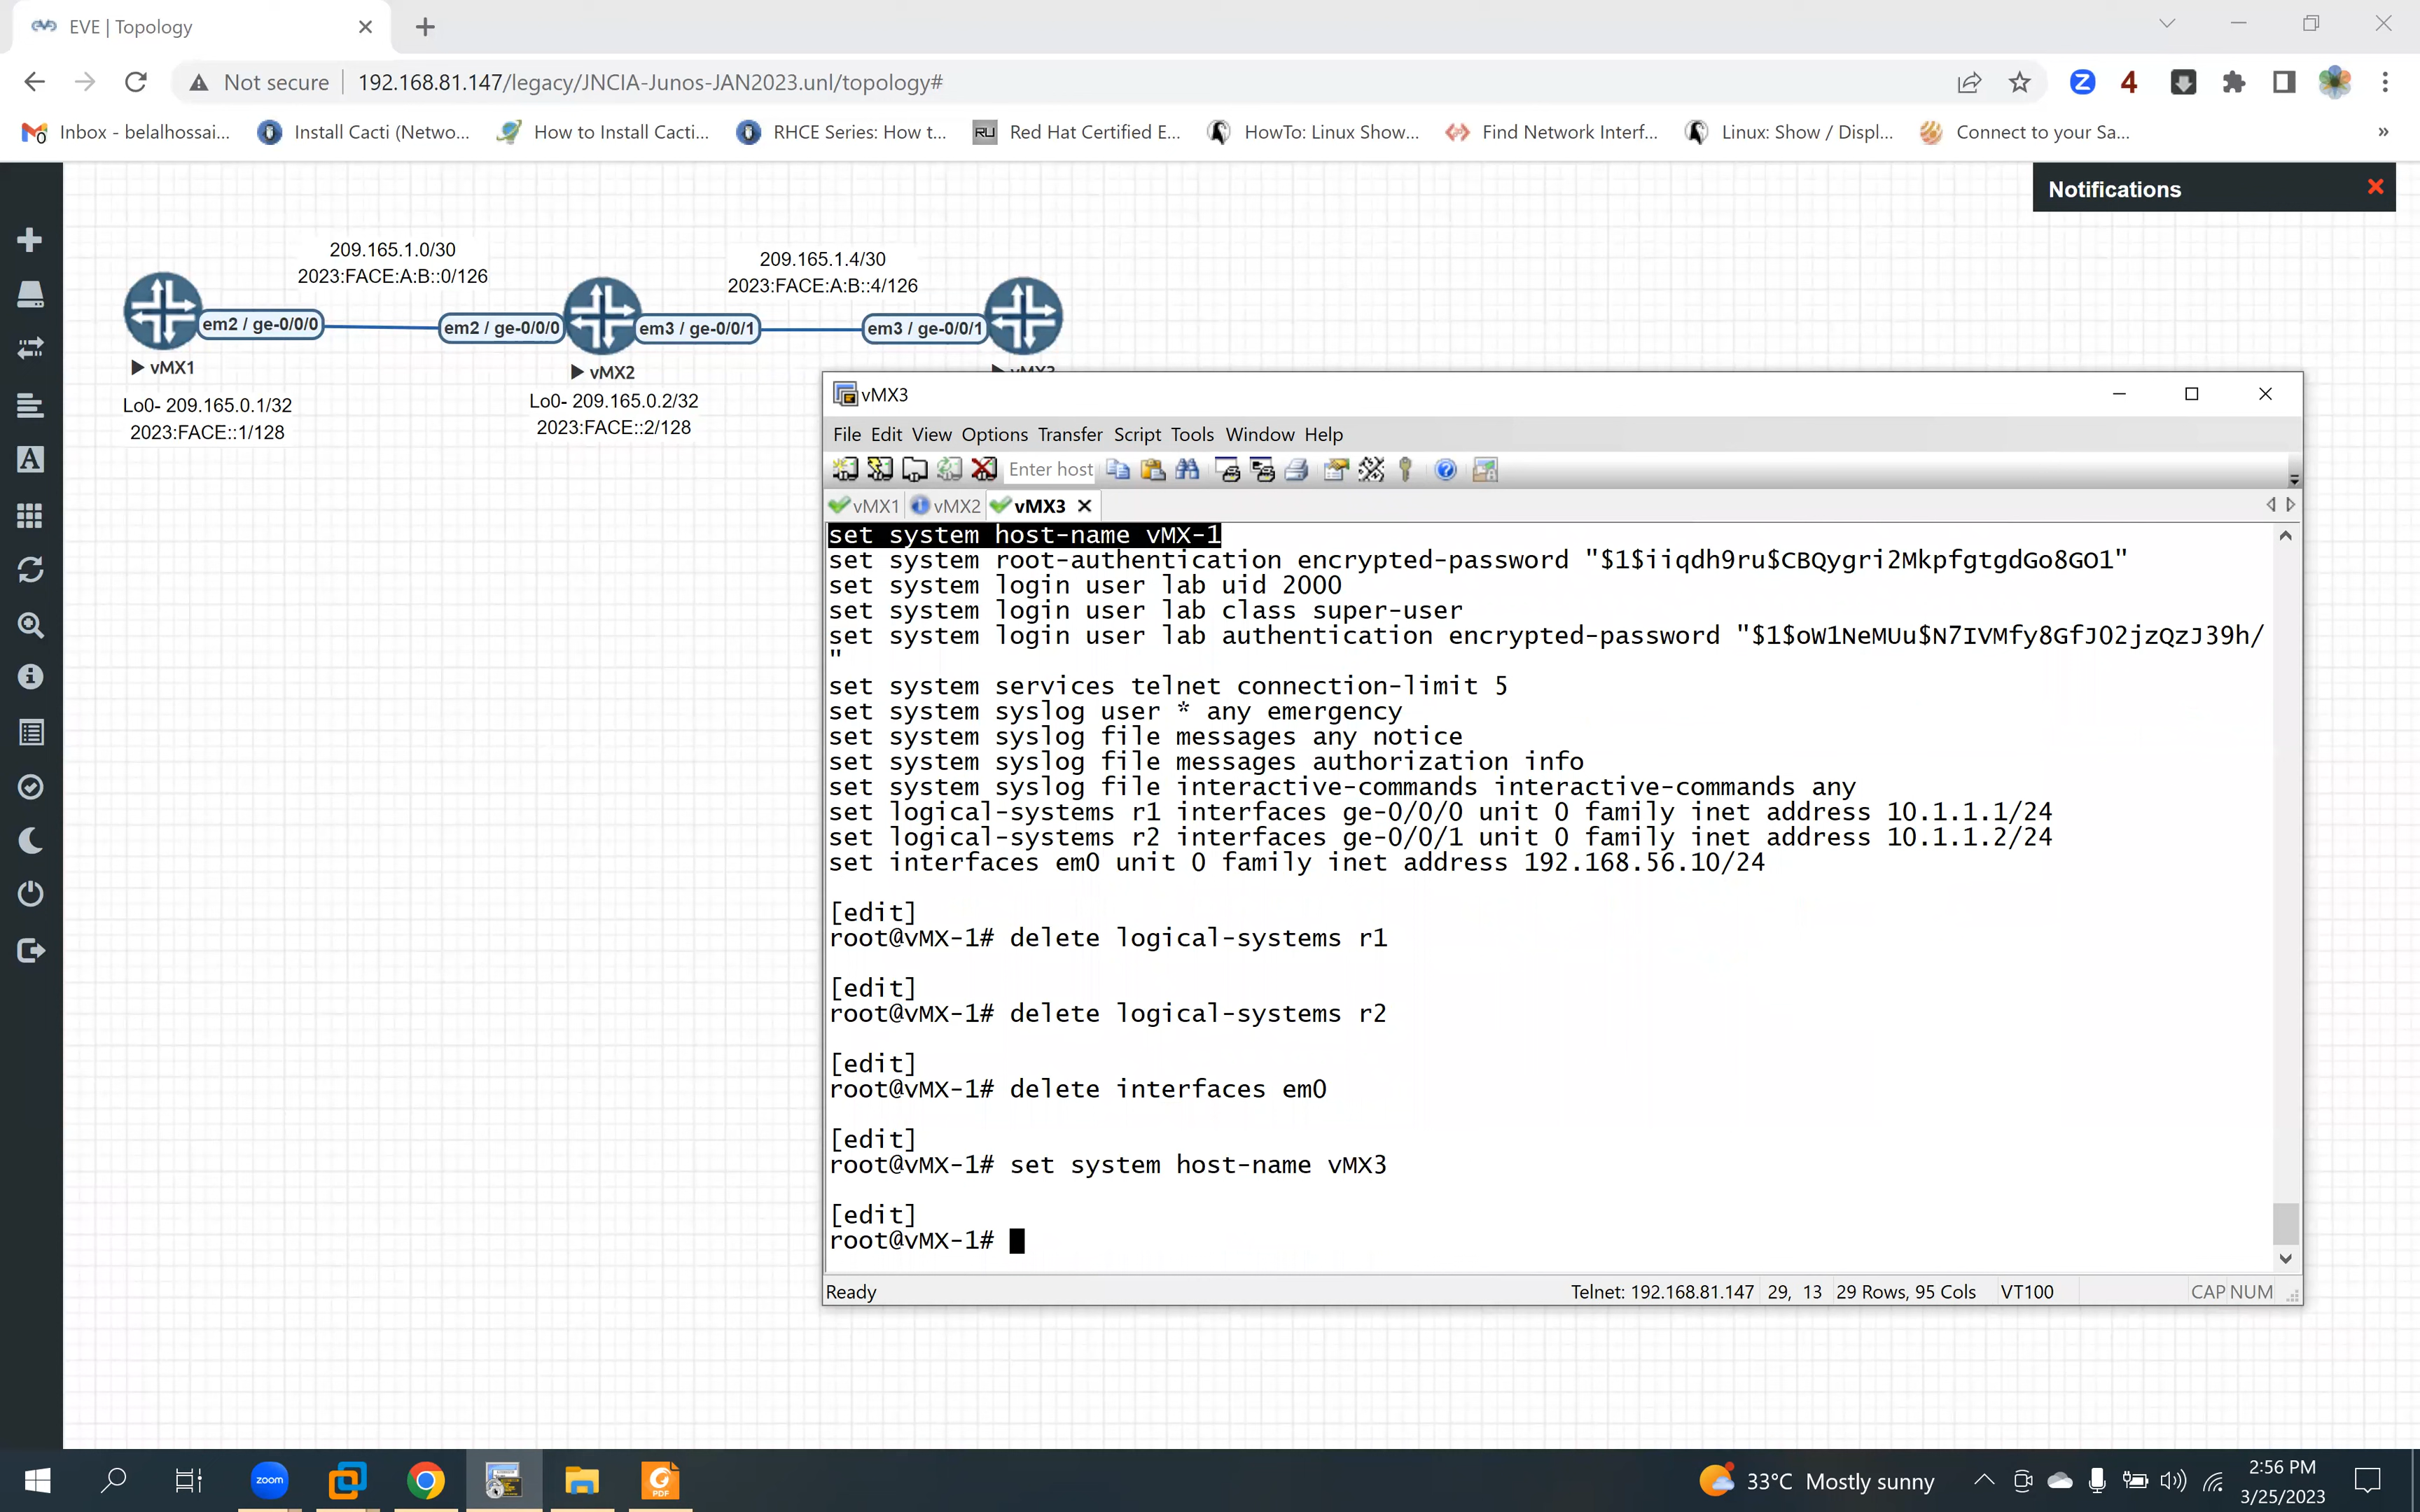 EVE | Topology
Not secure
192.168.81.147/legacy/JNCIA-Junos-JAN2023.unl/topology#
4
Inbox - belalhossai...
Install Cacti (Netwo...
How to Install Cacti...
RHCE Series: How t...
RU
Red Hat Certified E...
HowTo: Linux Show...
Find Network Interf...
Linux: Show / Displ...
Connect to your Sa...
»
Notifications
209.165.1.0/30
2023:FACE:A:B::0/126
209.165.1.4/30
2023:FACE:A:B::4/126
em2 / ge-0/0/0
em2 / ge-0/0/0
em3 / ge-0/0/1
em3 / ge-0/0/1
vMX1
vMX2
Lo0- 209.165.0.1/32
2023:FACE::1/128
Lo0- 209.165.0.2/32
2023:FACE::2/128
vMX3
File Edit View Options Transfer Script Tools Window Help
Enter host
vMX1
vMX2
vMX3
set system host-name vMX-1
set system root-authentication encrypted-password "$1$iiqdh9ru$CBQygri2MkpfgtgdGo8GO1"
set system login user lab uid 2000
set system login user lab class super-user
set system login user lab authentication encrypted-password "$1$oW1NeMUu$N7IVMfy8GfJO2jzQzJ39h/
"
set system services telnet connection-limit 5
set system syslog user * any emergency
set system syslog file messages any notice
set system syslog file messages authorization info
set system syslog file interactive-commands interactive-commands any
set logical-systems r1 interfaces ge-0/0/0 unit 0 family inet address 10.1.1.1/24
set logical-systems r2 interfaces ge-0/0/1 unit 0 family inet address 10.1.1.2/24
set interfaces em0 unit 0 family inet address 192.168.56.10/24
[edit]
root@vMX-1# delete logical-systems r1
[edit]
root@vMX-1# delete logical-systems r2
[edit]
root@vMX-1# delete interfaces em0
[edit]
root@vMX-1# set system host-name vMX3
[edit]
root@vMX-1#
Ready
Telnet: 192.168.81.147
29, 13
29 Rows, 95 Cols
VT100
CAP NUM
zoom
PDF
33°C Mostly sunny
2:56 PM
3/25/2023